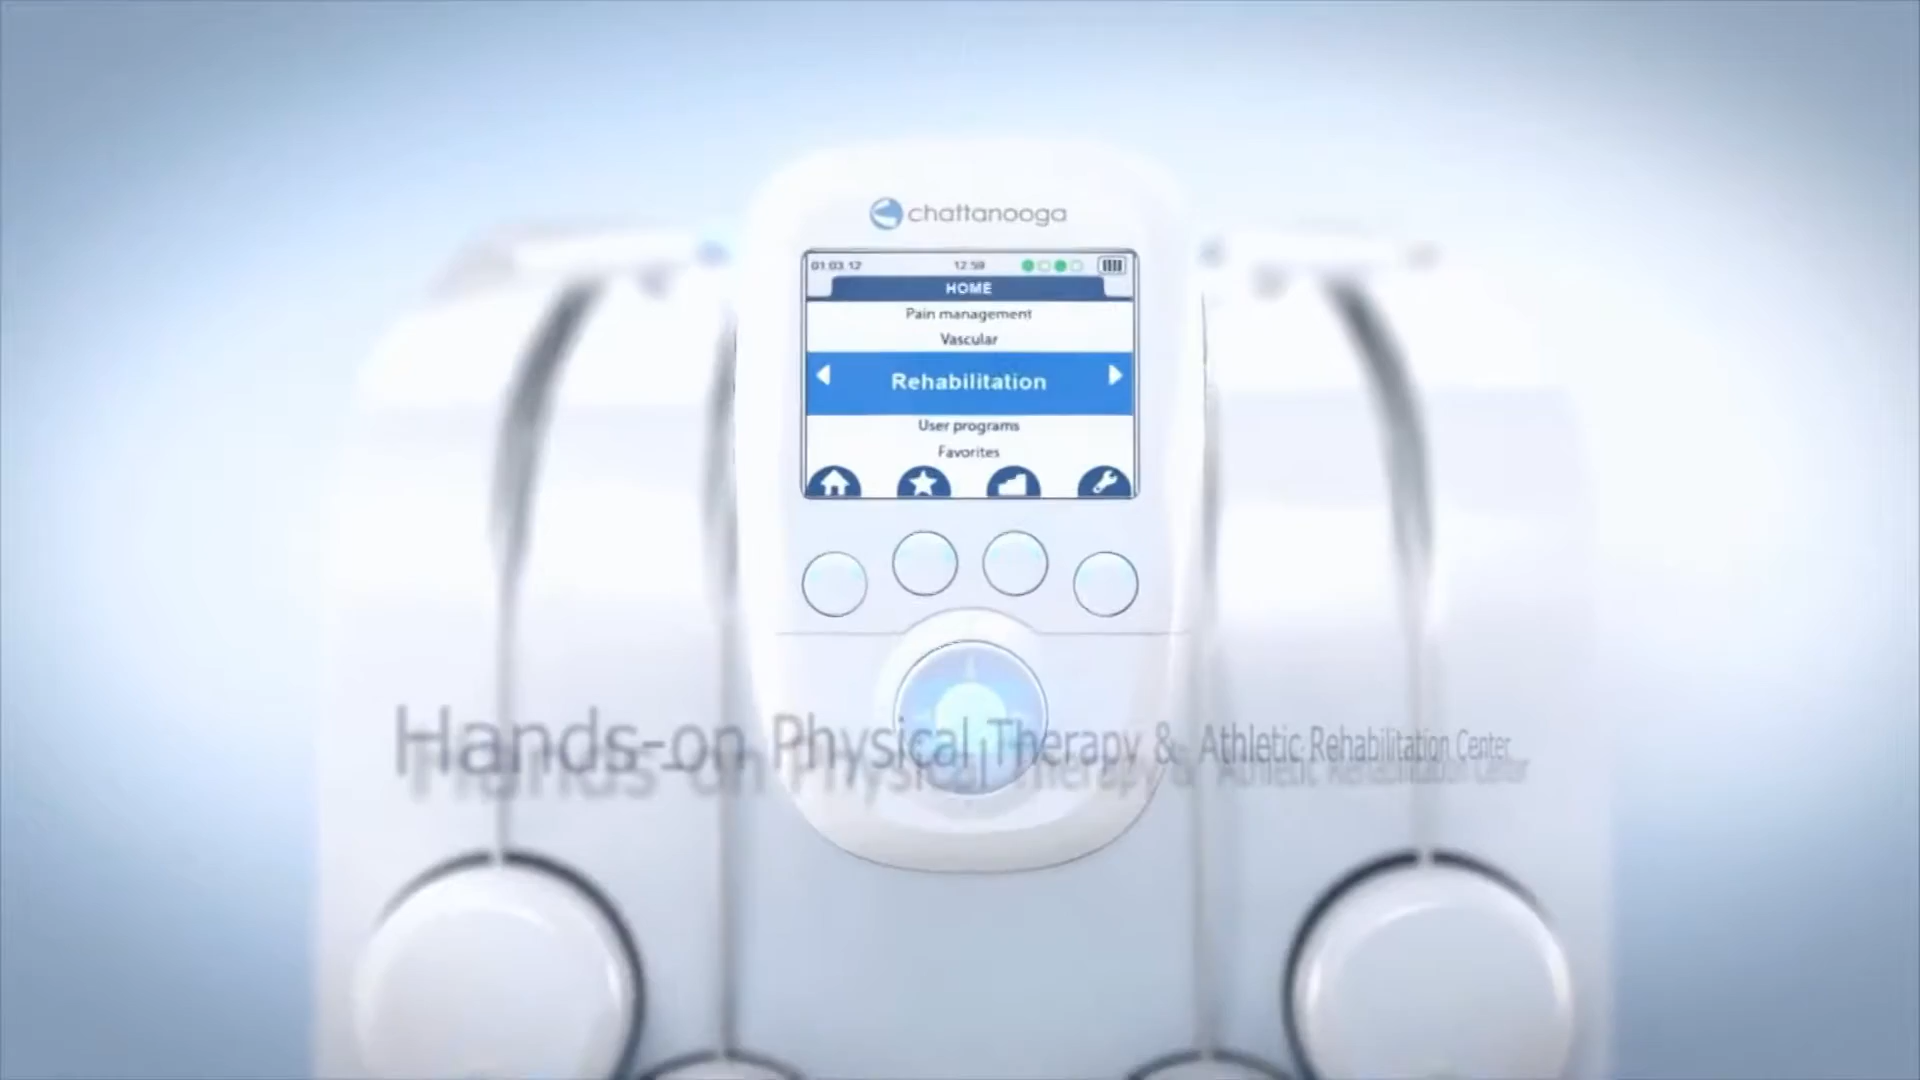 chattanooga
01.03.12 12:59
HOME
Pain management
Vascular
Rehabilitation
User programs
Favorites
Hands-on Physical Therapy & Athletic Rehabilitation Center